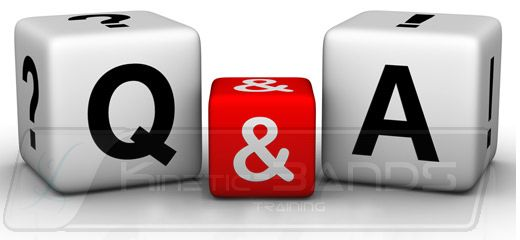 ? !
? Q & & A !
Kinetic BANDS
TRAINING